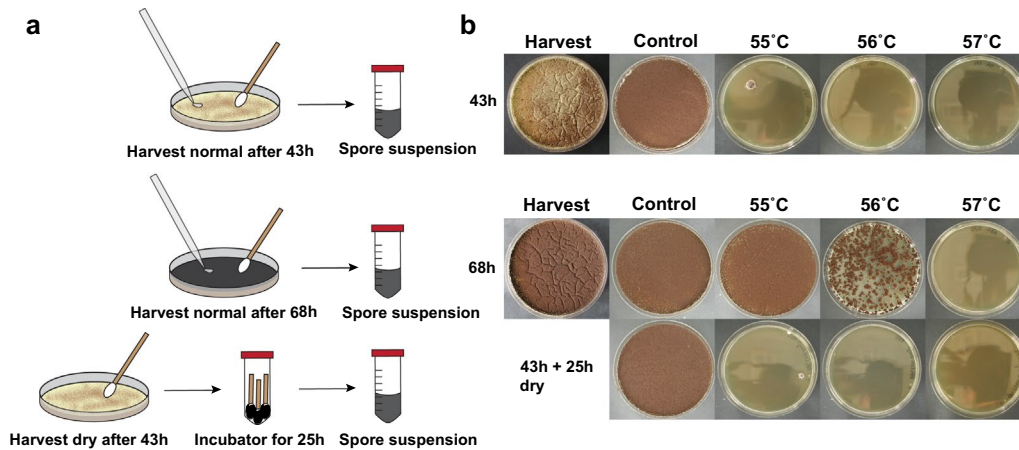 a
Harvest normal after 43h
Spore suspension
Harvest normal after 68h
Spore suspension
Harvest dry after 43h
Incubator for 25h
Spore suspension
b
Harvest Control 55˚C 56˚C 57˚C
43h
Harvest Control 55˚C 56˚C 57˚C
68h
43h + 25h
dry